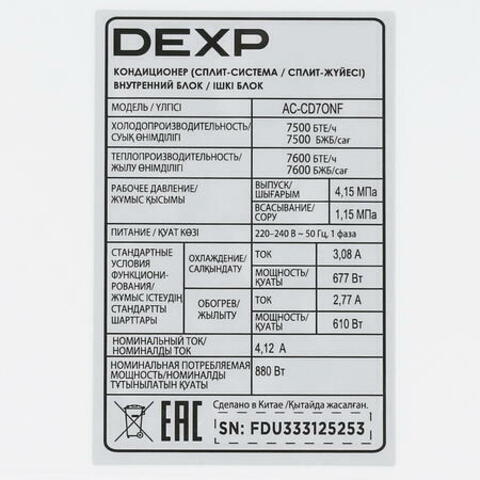 DEXP
КОНДИЦИОНЕР (СПЛИТ-СИСТЕМА / СПЛИТ-ЖҮЙЕСІ)
ВНУТРЕННИЙ БЛОК / ІШКІ БЛОК
МОДЕЛЬ / ҮЛГІСІ AC-CD7ONF
ХОЛОДОПРОИЗВОДИТЕЛЬНОСТЬ/ 7500 БТЕ/ч
СУЫҚ ӨНІМДІЛІГІ 7500 БЖБ/сағ
ТЕПЛОПРОИЗВОДИТЕЛЬНОСТЬ/ 7600 БТЕ/ч
ЖЫЛУ ӨНІМДІЛІГІ 7600 БЖБ/сағ
РАБОЧЕЕ ДАВЛЕНИЕ/
ЖҰМЫС ҚЫСЫМЫ
ВЫПУСК/
ШЫҒАРЫМ 4,15 МПа
ВСАСЫВАНИЕ/
СОРУ 1,15 МПа
ПИТАНИЕ / ҚУАТ КӨЗІ 220–240 В ~ 50 Гц, 1 фаза
СТАНДАРТНЫЕ
УСЛОВИЯ
ФУНКЦИОНИ-
РОВАНИЯ/
ЖҰМЫС ІСТЕУДІҢ
СТАНДАРТТЫ
ШАРТТАРЫ
ОХЛАЖДЕНИЕ/
САЛҚЫНДАТУ
ТОК 3,08 А
МОЩНОСТЬ/
ҚУАТЫ 677 Вт
ОБОГРЕВ/
ЖЫЛЫТУ
ТОК 2,77 А
МОЩНОСТЬ/
ҚУАТЫ 610 Вт
НОМИНАЛЬНЫЙ ТОК/
НОМИНАЛДЫ ТОК 4,12 А
НОМИНАЛЬНАЯ ПОТРЕБЛЯЕМАЯ
МОЩНОСТЬ/НОМИНАЛДЫ
ТҰТЫНЫЛАТЫН ҚУАТЫ 880 Вт
EAC
Сделано в Китае /Қытайда жасалған.
SN: FDU333125253